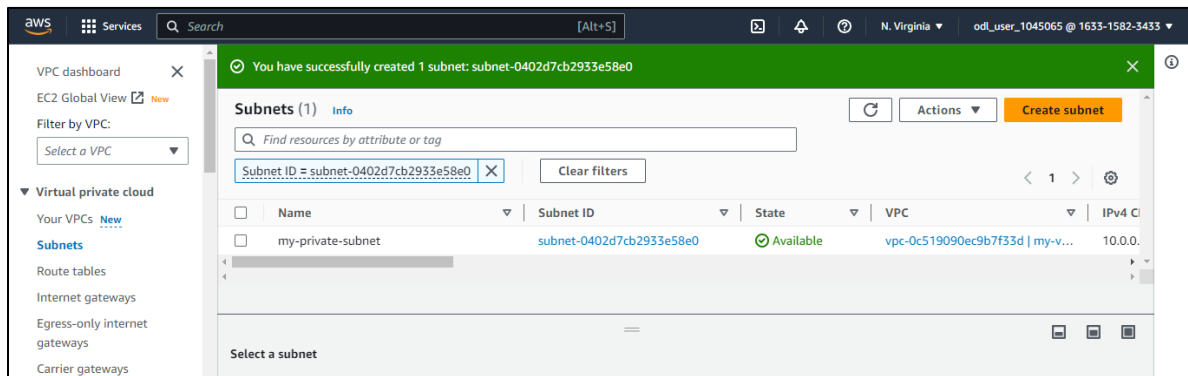 aws Services Search [Alt+S] N. Virginia ▼ odl_user_1045065 @ 1633-1582-3433 ▼
VPC dashboard
EC2 Global View New
Filter by VPC:
Select a VPC
Virtual private cloud
Your VPCs New
Subnets
Route tables
Internet gateways
Egress-only internet
gateways
Carrier gateways
You have successfully created 1 subnet: subnet-0402d7cb2933e58e0
Subnets (1) Info Actions ▼ Create subnet
Find resources by attribute or tag
Subnet ID = subnet-0402d7cb2933e58e0 X Clear filters
< 1 >
Name Subnet ID State VPC IPv4 CI
my-private-subnet subnet-0402d7cb2933e58e0 Available vpc-0c519090ec9b7f33d | my-v... 10.0.0.
Select a subnet